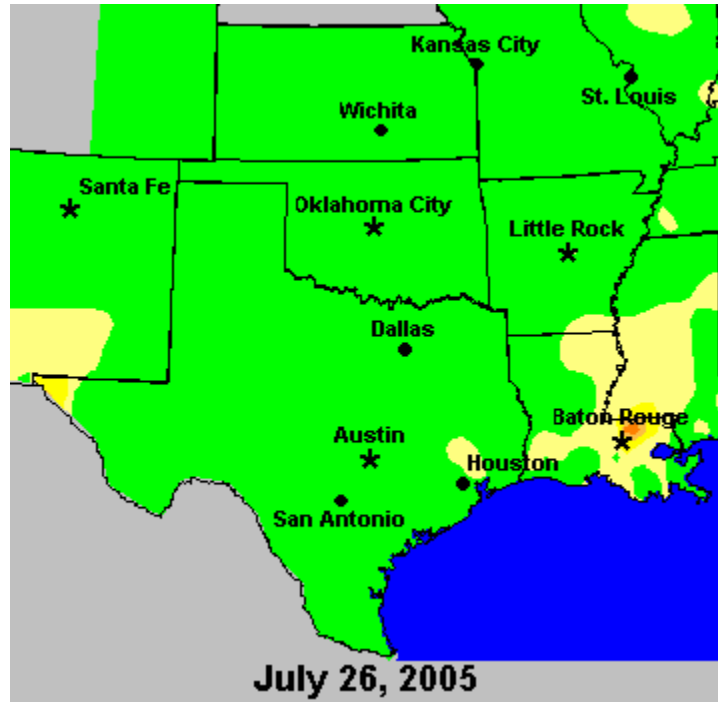 Kansas City
St. Louis
Wichita
Santa Fe
Oklahoma City
Little Rock
Dallas
Baton Rouge
Austin
Houston
San Antonio
July 26, 2005